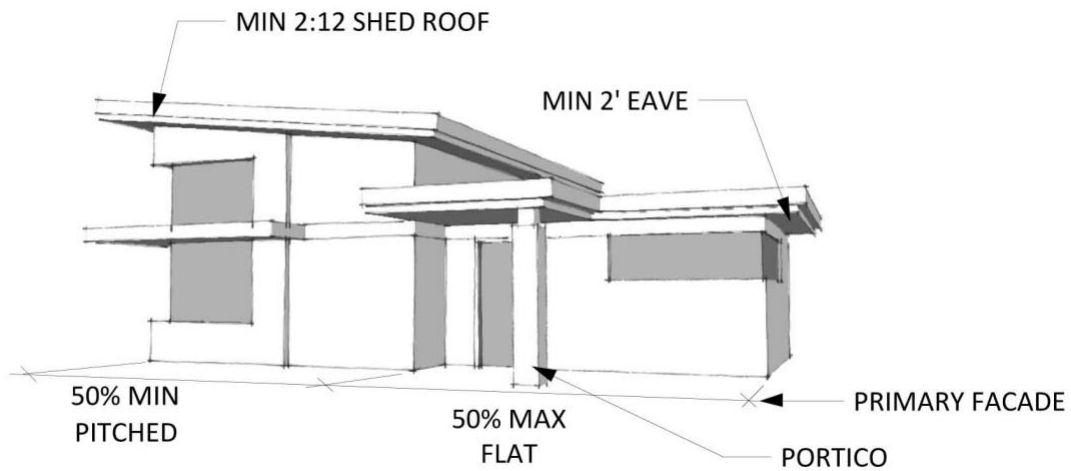 MIN 2:12 SHED ROOF
MIN 2' EAVE
50% MIN
PITCHED
50% MAX
FLAT
PRIMARY FACADE
PORTICO